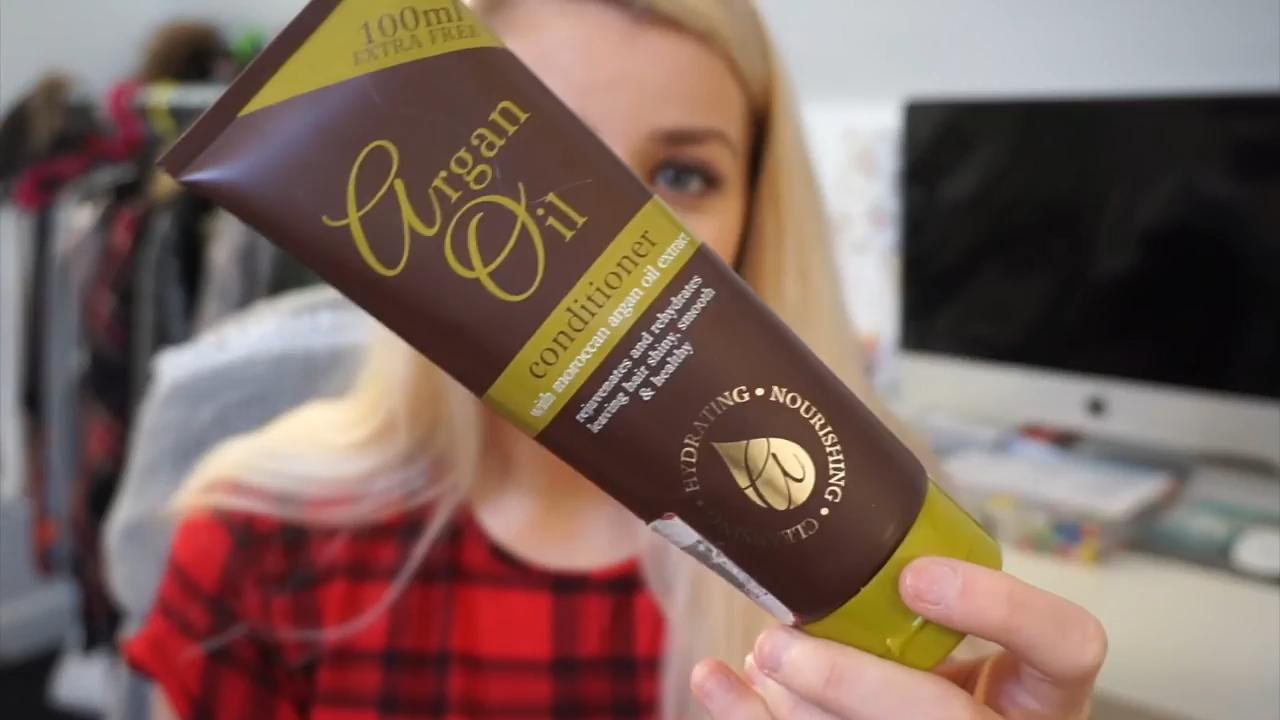 100ml
EXTRA FREE
Argan
Oil
conditioner
with moroccan argan oil extract
rejuvenates and rehydrates
leaving hair shiny, smooth
& healthy
HYDRATING • NOURISHING • CLEANSING •